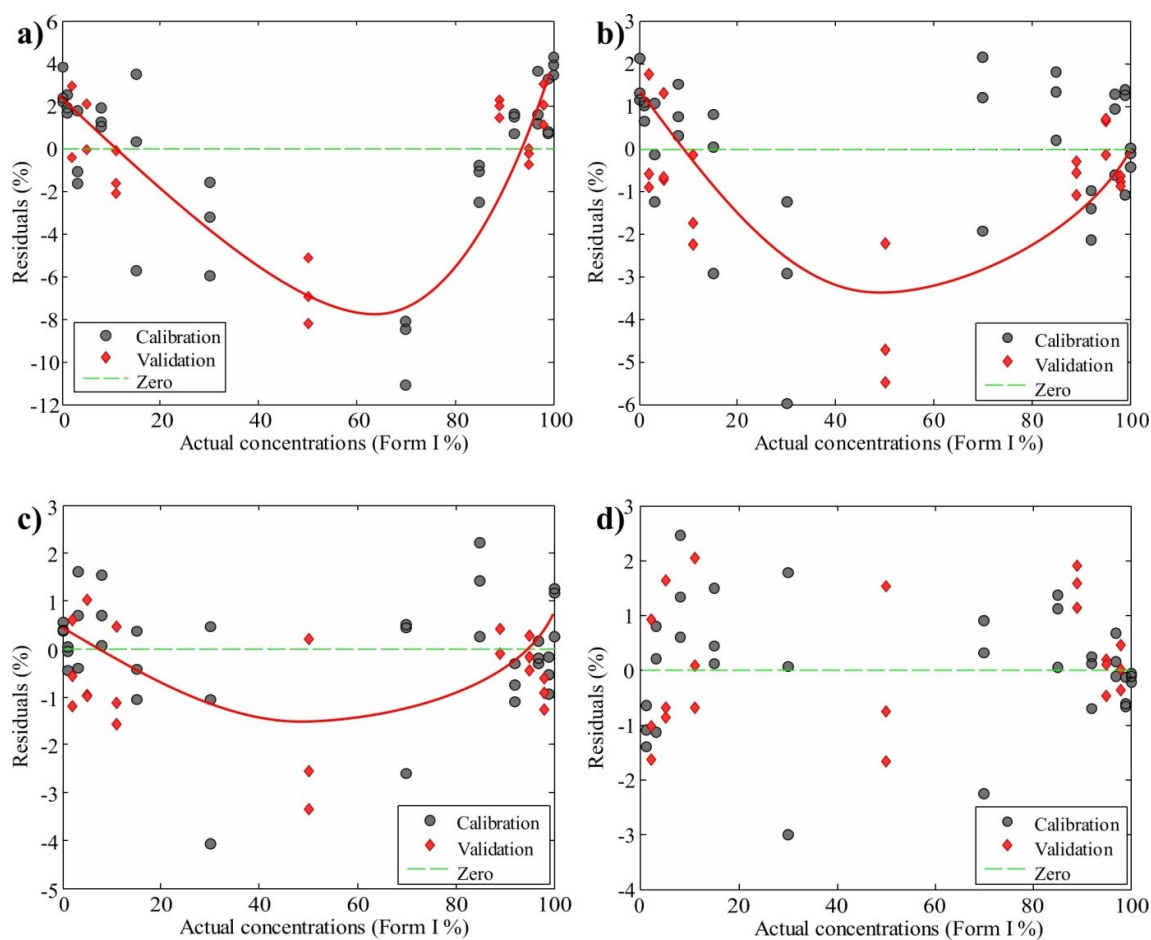 a)
6
4
2
0
-2
-4
-6
-8
-10
-12
Residuals (%)
Calibration
Validation
Zero
0 20 40 60 80 100
Actual concentrations (Form I %)
b)
3
2
1
0
-1
-2
-3
-4
-5
-6
Residuals (%)
Calibration
Validation
Zero
0 20 40 60 80 100
Actual concentrations (Form I %)
c)
3
2
1
0
-1
-2
-3
-4
-5
Residuals (%)
Calibration
Validation
Zero
0 20 40 60 80 100
Actual concentrations (Form I %)
d)
3
2
1
0
-1
-2
-3
-4
Residuals (%)
Calibration
Validation
Zero
0 20 40 60 80 100
Actual concentrations (Form I %)